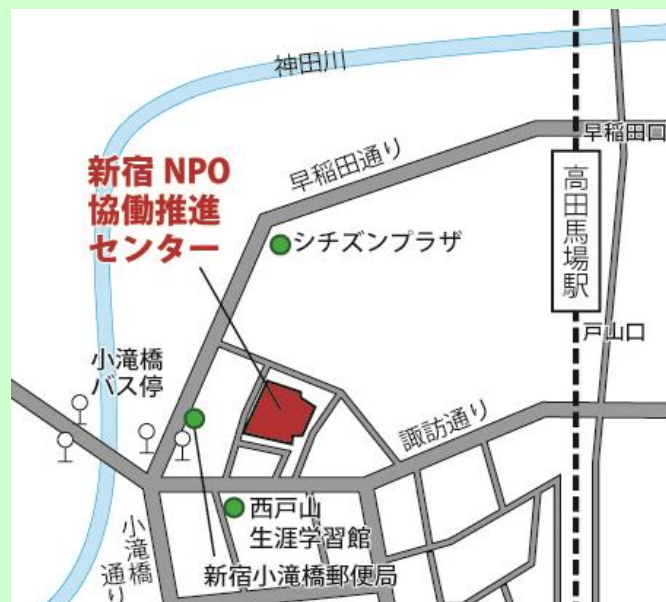 神田川
早稲田口
早稲田通り
新宿 NPO
協働推進
センター
高田馬場駅
シチズンプラザ
戸山口
小滝橋
バス停
諏訪通り
西戸山
生涯学習館
小滝橋
通り
新宿小滝橋郵便局